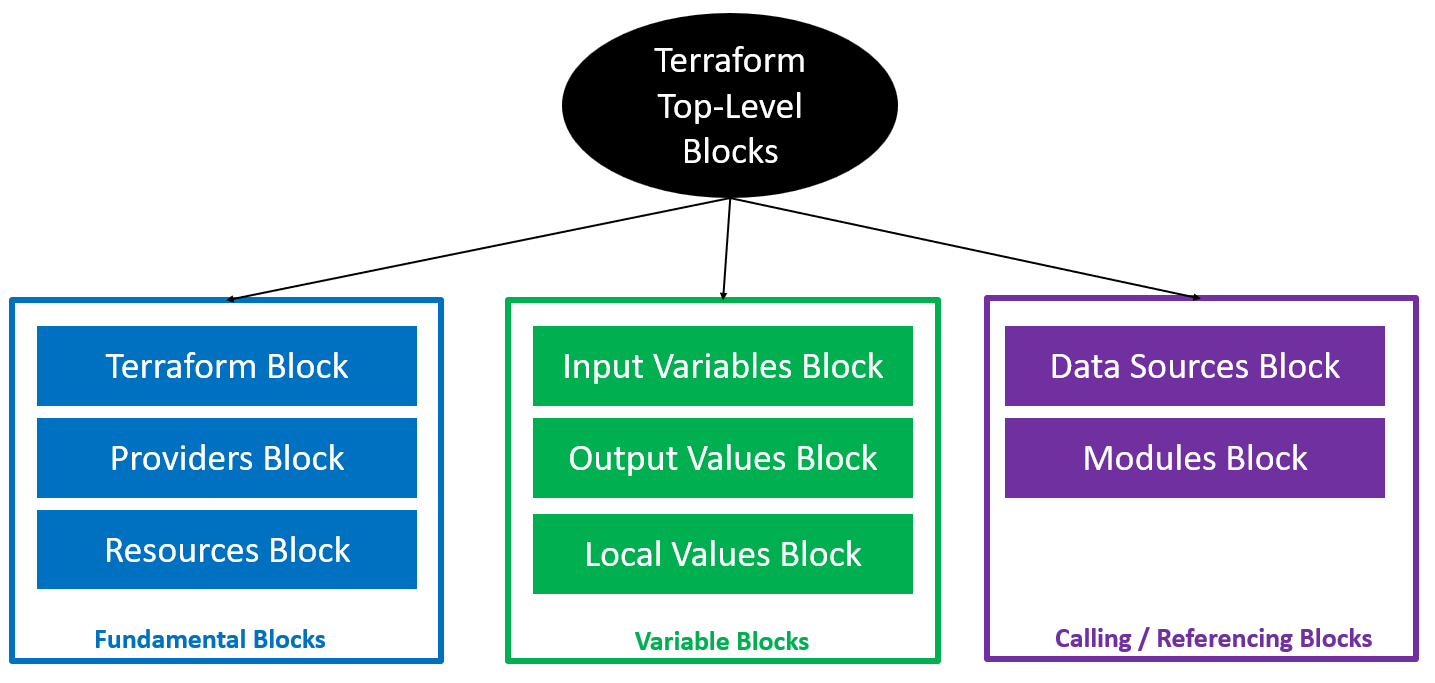 Terraform
Top-Level
Blocks
Terraform Block
Providers Block
Resources Block
Fundamental Blocks
Input Variables Block
Output Values Block
Local Values Block
Variable Blocks
Data Sources Block
Modules Block
Calling / Referencing Blocks